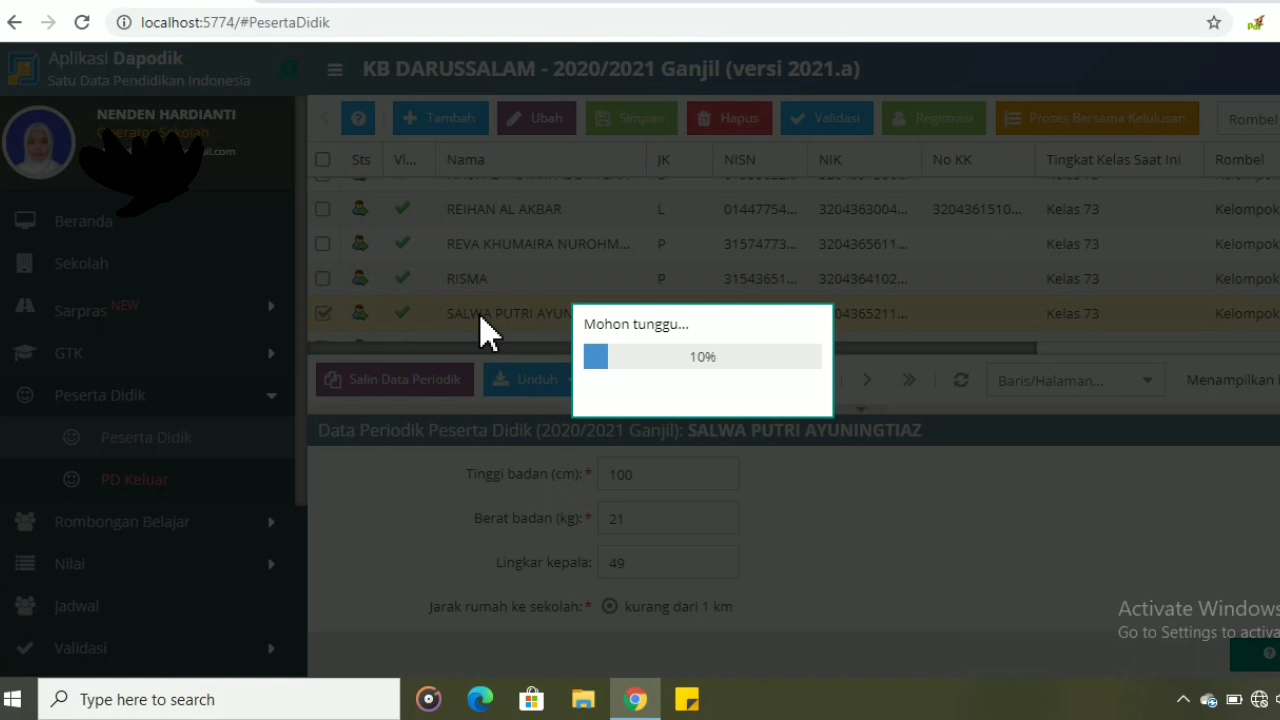 localhost:5774/#PesertaDidik
Aplikasi Dapodik
Satu Data Pendidikan Indonesia
KB DARUSSALAM - 2020/2021 Ganjil (versi 2021.a)
NENDEN HARDIANTI
Operator Sekolah
Tambah Ubah Simpan Hapus Validasi Registrasi Proses Bersama Kelulusan Rombel
Sts Vl... Nama JK NISN NIK No KK Tingkat Kelas Saat Ini Rombel
REIHAN AL AKBAR L 01447754... 3204363004... 3204361510... Kelas 73 Kelompok
REVA KHUMAIRA NUROHM... P 31574773... 3204365611... Kelas 73 Kelompok
RISMA P 31543651... 3204364102... Kelas 73 Kelompok
SALWA PUTRI AYUN 04365211... Kelas 73 Kelompok
Mohon tunggu...
10%
Salin Data Periodik Unduh Baris/Halaman... Menampilkan
Data Periodik Peserta Didik (2020/2021 Ganjil): SALWA PUTRI AYUNINGTIAZ
Tinggi badan (cm):* 100
Berat badan (kg):* 21
Lingkar kepala: 49
Jarak rumah ke sekolah:* kurang dari 1 km
Beranda
Sekolah
Sarpras NEW
GTK
Peserta Didik
Peserta Didik
PD Keluar
Rombongan Belajar
Nilai
Jadwal
Validasi
Activate Windows
Go to Settings to activa
Type here to search